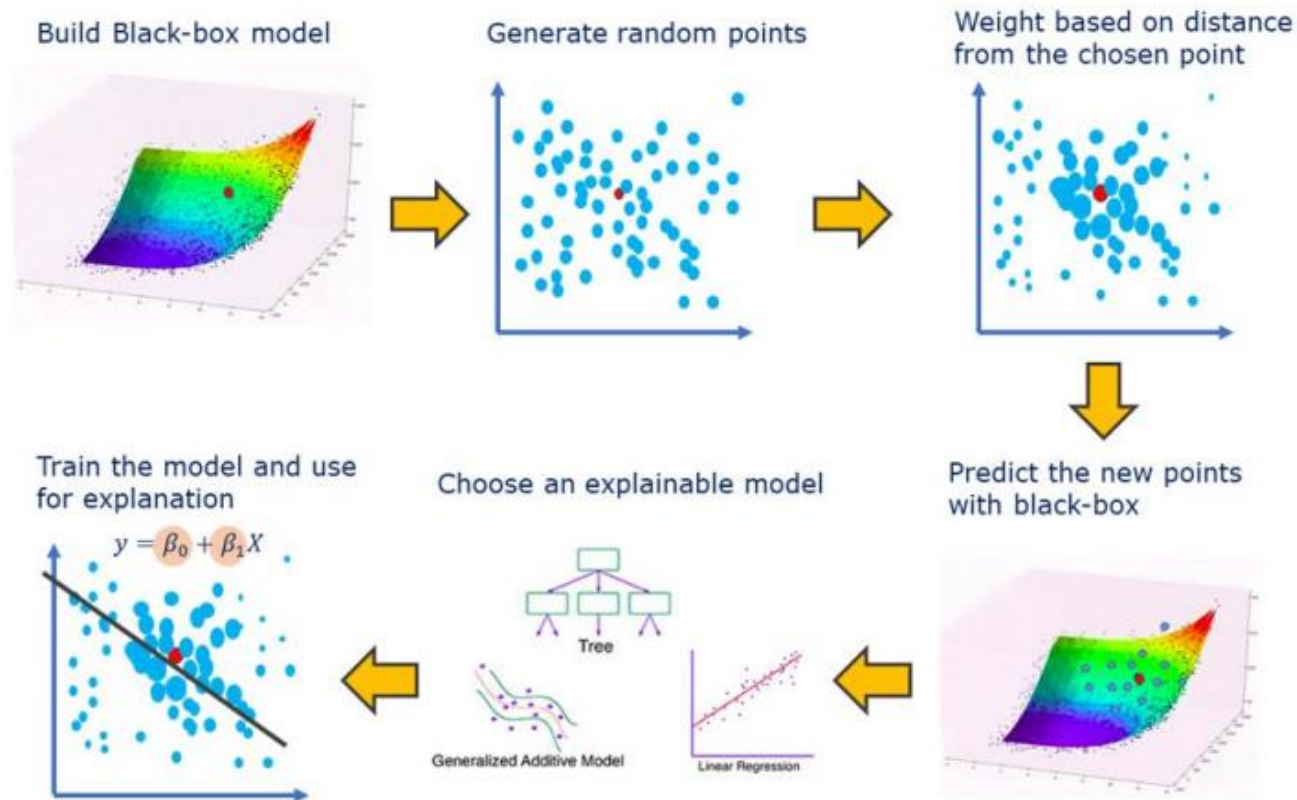 Build Black-box model
Generate random points
Weight based on distance
from the chosen point
Predict the new points
with black-box
Choose an explainable model
Tree
Generalized Additive Model
Linear Regression
Train the model and use
for explanation
y = β₀ + β₁X